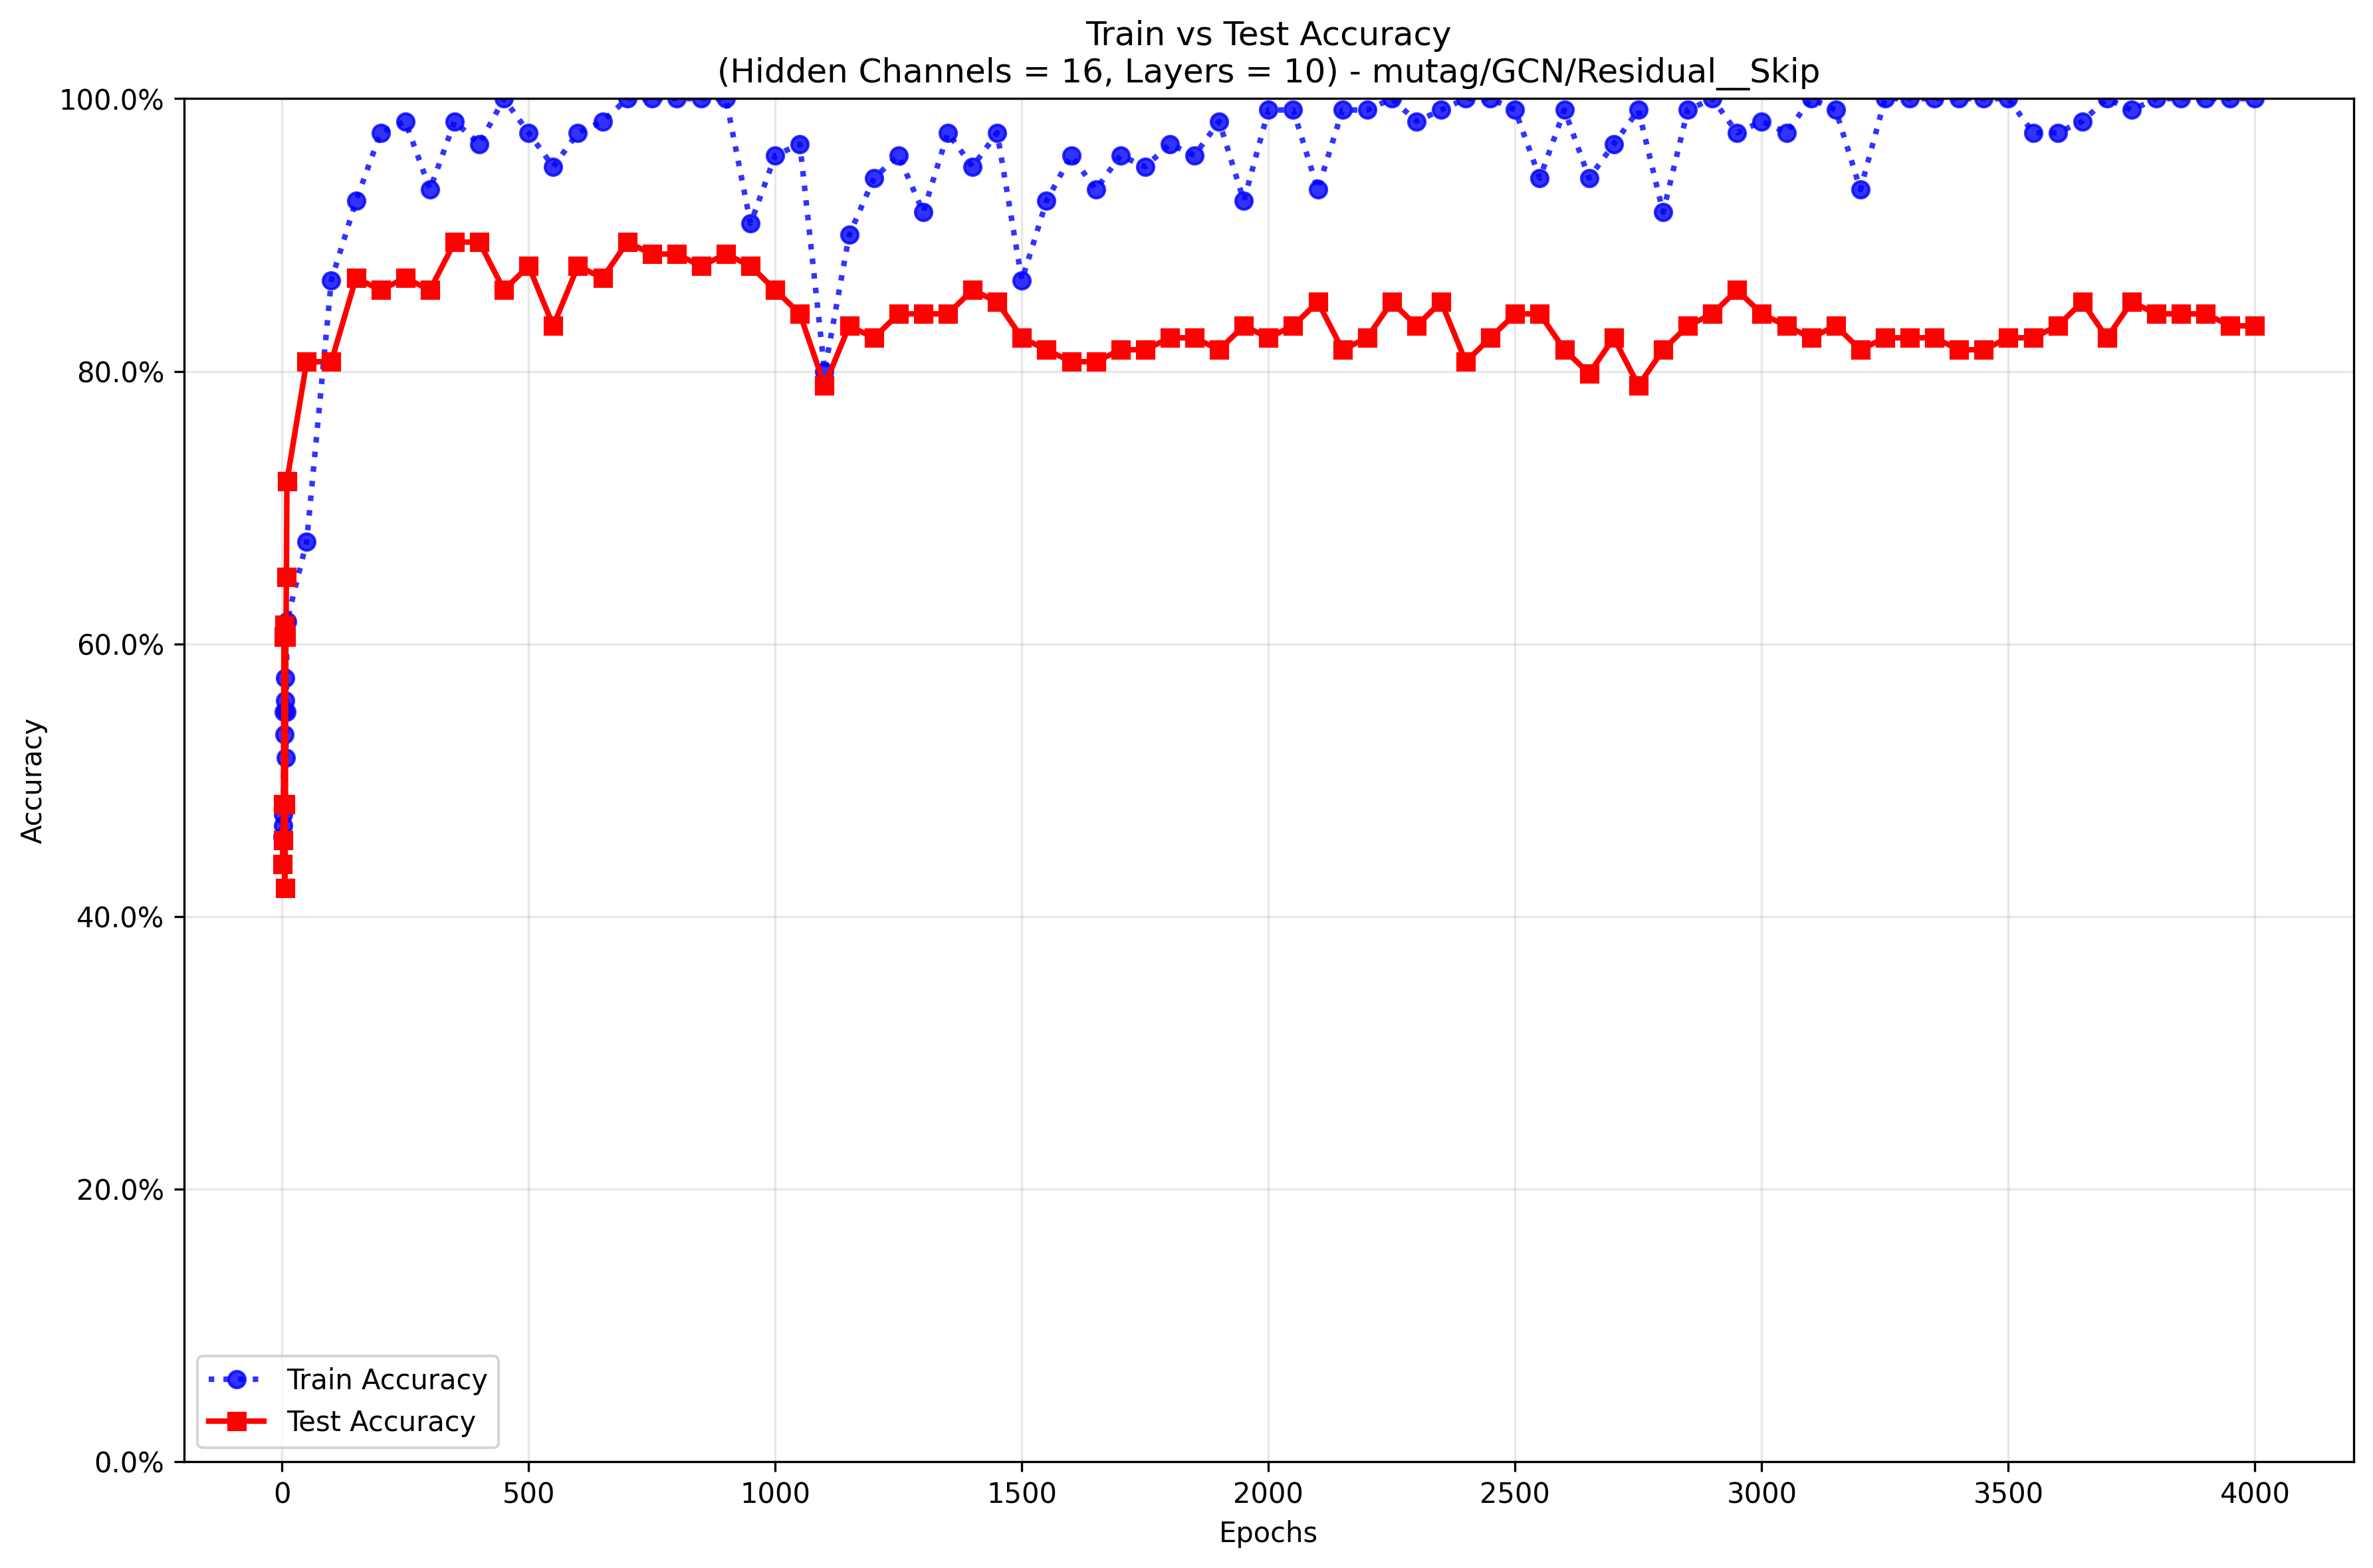 Train vs Test Accuracy
(Hidden Channels = 16, Layers = 10) - mutag/GCN/Residual__Skip
100.0%
80.0%
60.0%
40.0%
20.0%
0.0%
Accuracy
Train Accuracy
Test Accuracy
0 500 1000 1500 2000 2500 3000 3500 4000
Epochs